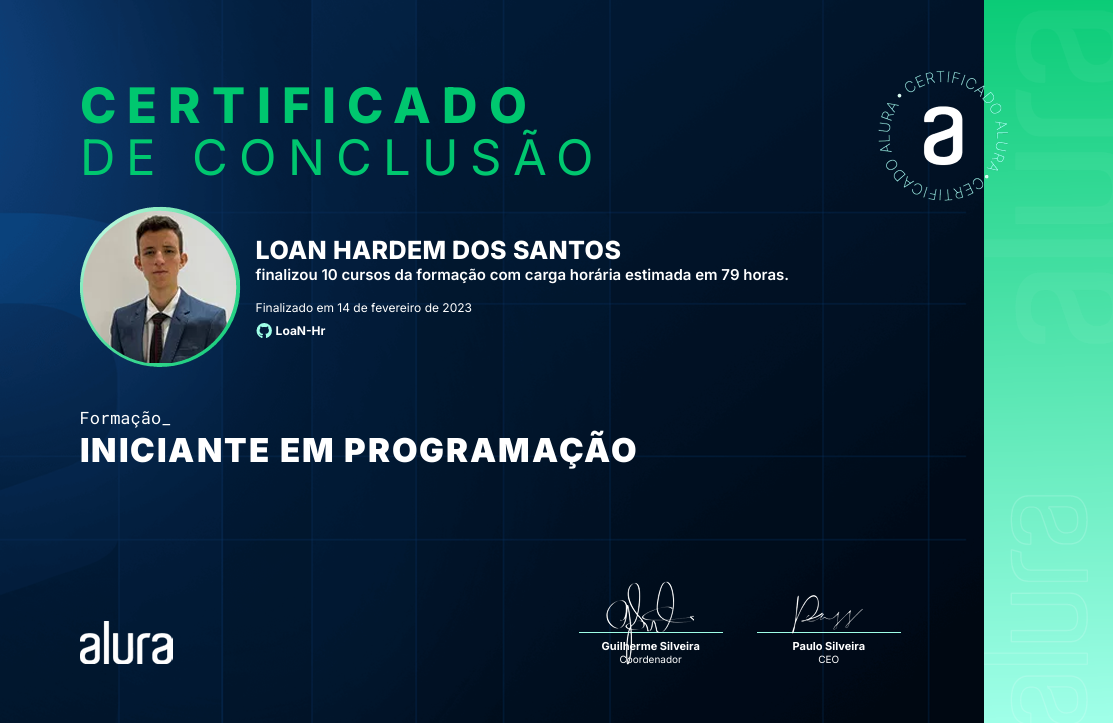 CERTIFICADO
DE CONCLUSÃO
CERTIFICADO ALURA • CERTIFICADO ALURA •
a
LOAN HARDEM DOS SANTOS
finalizou 10 cursos da formação com carga horária estimada em 79 horas.
Finalizado em 14 de fevereiro de 2023
LoaN-Hr
Formação_
INICIANTE EM PROGRAMAÇÃO
alura
Guilherme Silveira
Coordenador
Paulo Silveira
CEO
alura
alura